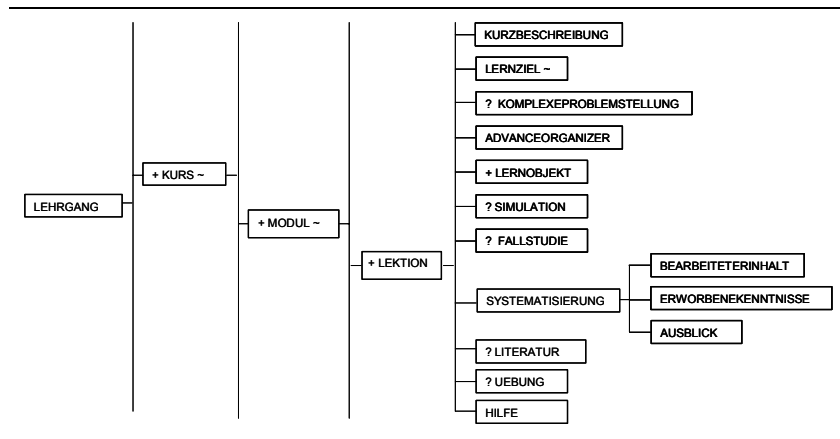 KURZBESCHREIBUNG
LERNZIEL ~
? KOMPLEXEPROBLEMSTELLUNG
ADVANCEORGANIZER
+ KURS ~
+ LERNOBJEKT
LEHRGANG
? SIMULATION
+ MODUL ~
? FALLSTUDIE
+ LEKTION
BEARBEITETERINHALT
SYSTEMATISIERUNG
ERWORBENEKENNTNISSE
AUSBLICK
? LITERATUR
? UEBUNG
HILFE